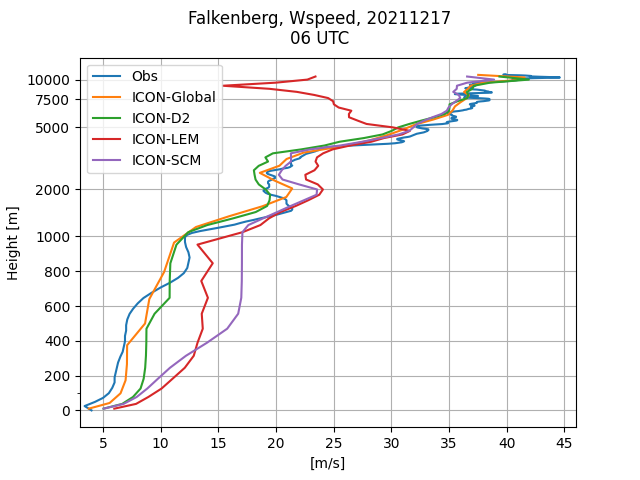 Falkenberg, Wspeed, 20211217
06 UTC
Obs
ICON-Global
ICON-D2
ICON-LEM
ICON-SCM
Height [m]
10000
7500
5000
2000
1000
800
600
400
200
0
5 10 15 20 25 30 35 40 45
[m/s]